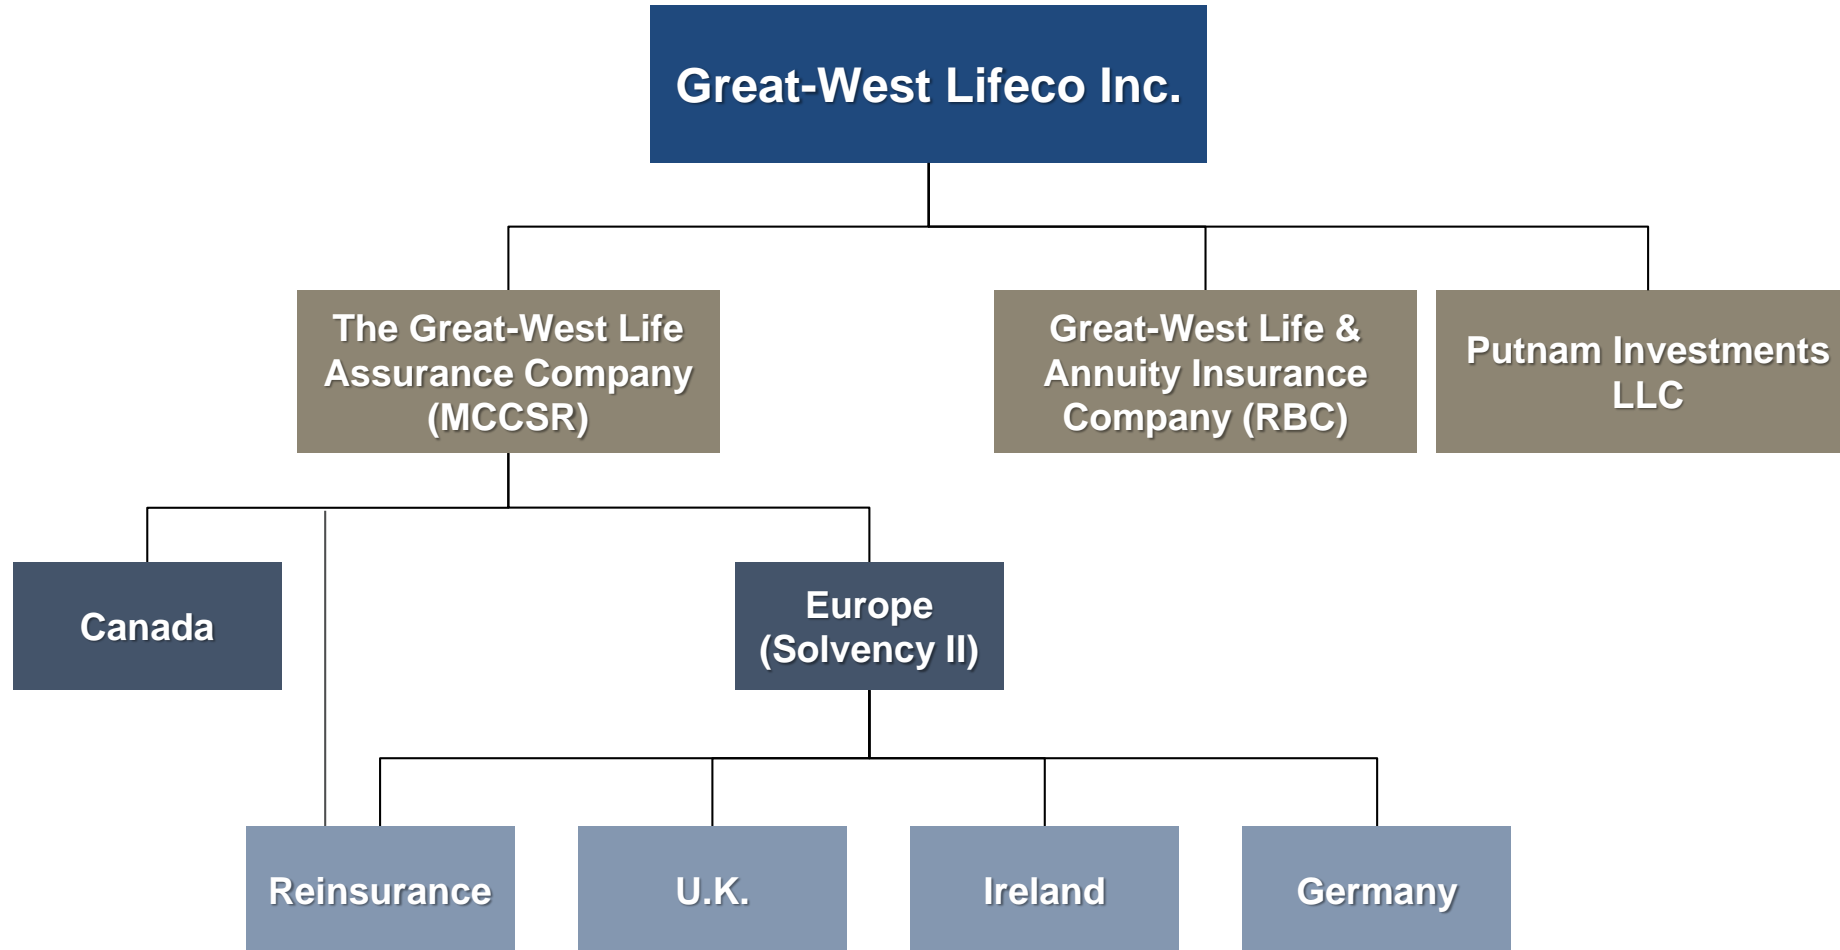 Great-West Lifeco Inc.
The Great-West Life
Assurance Company
(MCCSR)
Great-West Life &
Annuity Insurance
Company (RBC)
Putnam Investments
LLC
Canada
Europe
(Solvency II)
Reinsurance
U.K.
Ireland
Germany